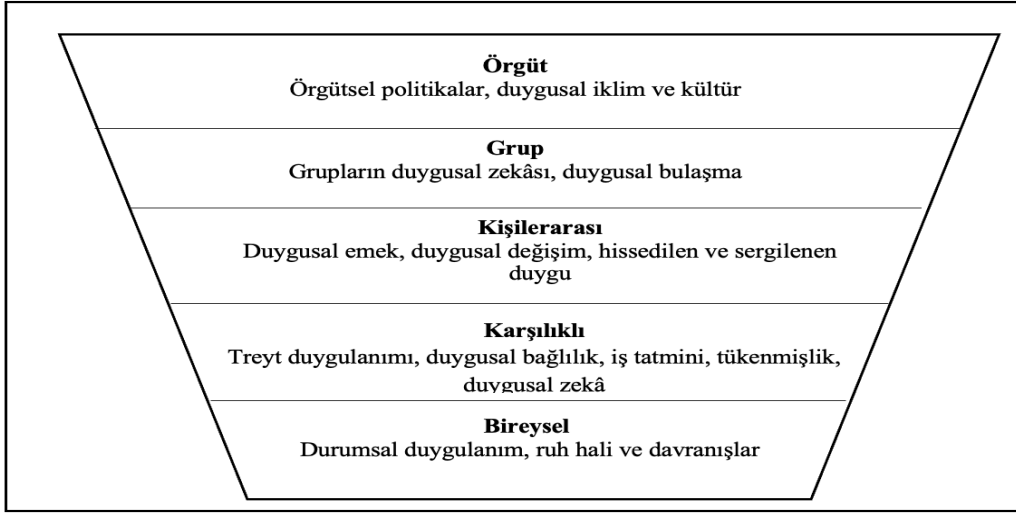 Örgüt
Örgütsel politikalar, duygusal iklim ve kültür
Grup
Grupların duygusal zekâsı, duygusal bulaşma
Kişilerarası
Duygusal emek, duygusal değişim, hissedilen ve sergilenen
duygu
Karşılıklı
Treyt duygulanımı, duygusal bağlılık, iş tatmini, tükenmişlik,
duygusal zekâ
Bireysel
Durumsal duygulanım, ruh hali ve davranışlar